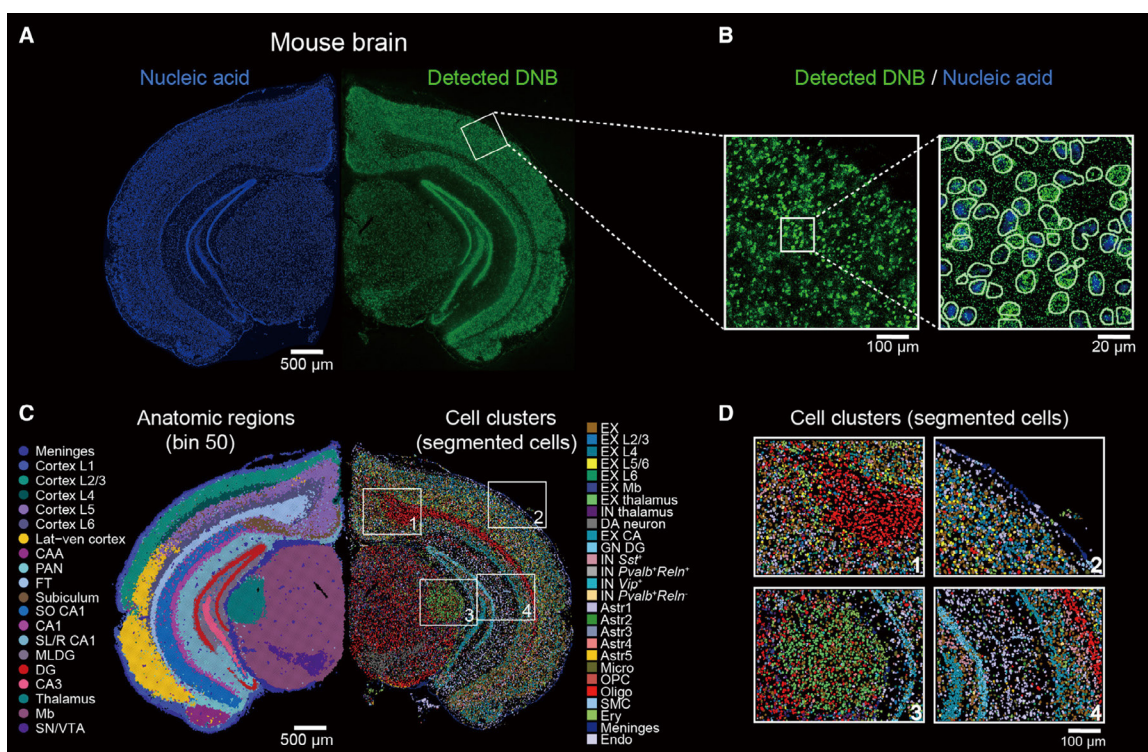 A
Mouse brain
Nucleic acid
Detected DNB
500 µm
B
Detected DNB / Nucleic acid
100 µm
20 µm
C
Anatomic regions
(bin 50)
Meninges
Cortex L1
Cortex L2/3
Cortex L4
Cortex L5
Cortex L6
Lat-ven cortex
CAA
PAN
FT
Subiculum
SO CA1
CA1
SL/R CA1
MLDG
DG
CA3
Thalamus
Mb
SN/VTA
500 µm
Cell clusters
(segmented cells)
1
2
3
4
EX
EX L2/3
EX L4
EX L5/6
EX L6
EX Mb
EX thalamus
IN thalamus
DA neuron
EX CA
GN DG
IN Sst⁺
IN Pvalb⁺Reln⁺
IN Vip⁺
IN Pvalb⁺Reln⁻
Astr1
Astr2
Astr3
Astr4
Astr5
Micro
OPC
Oligo
SMC
Ery
Meninges
Endo
D
Cell clusters (segmented cells)
1
2
3
4
100 µm